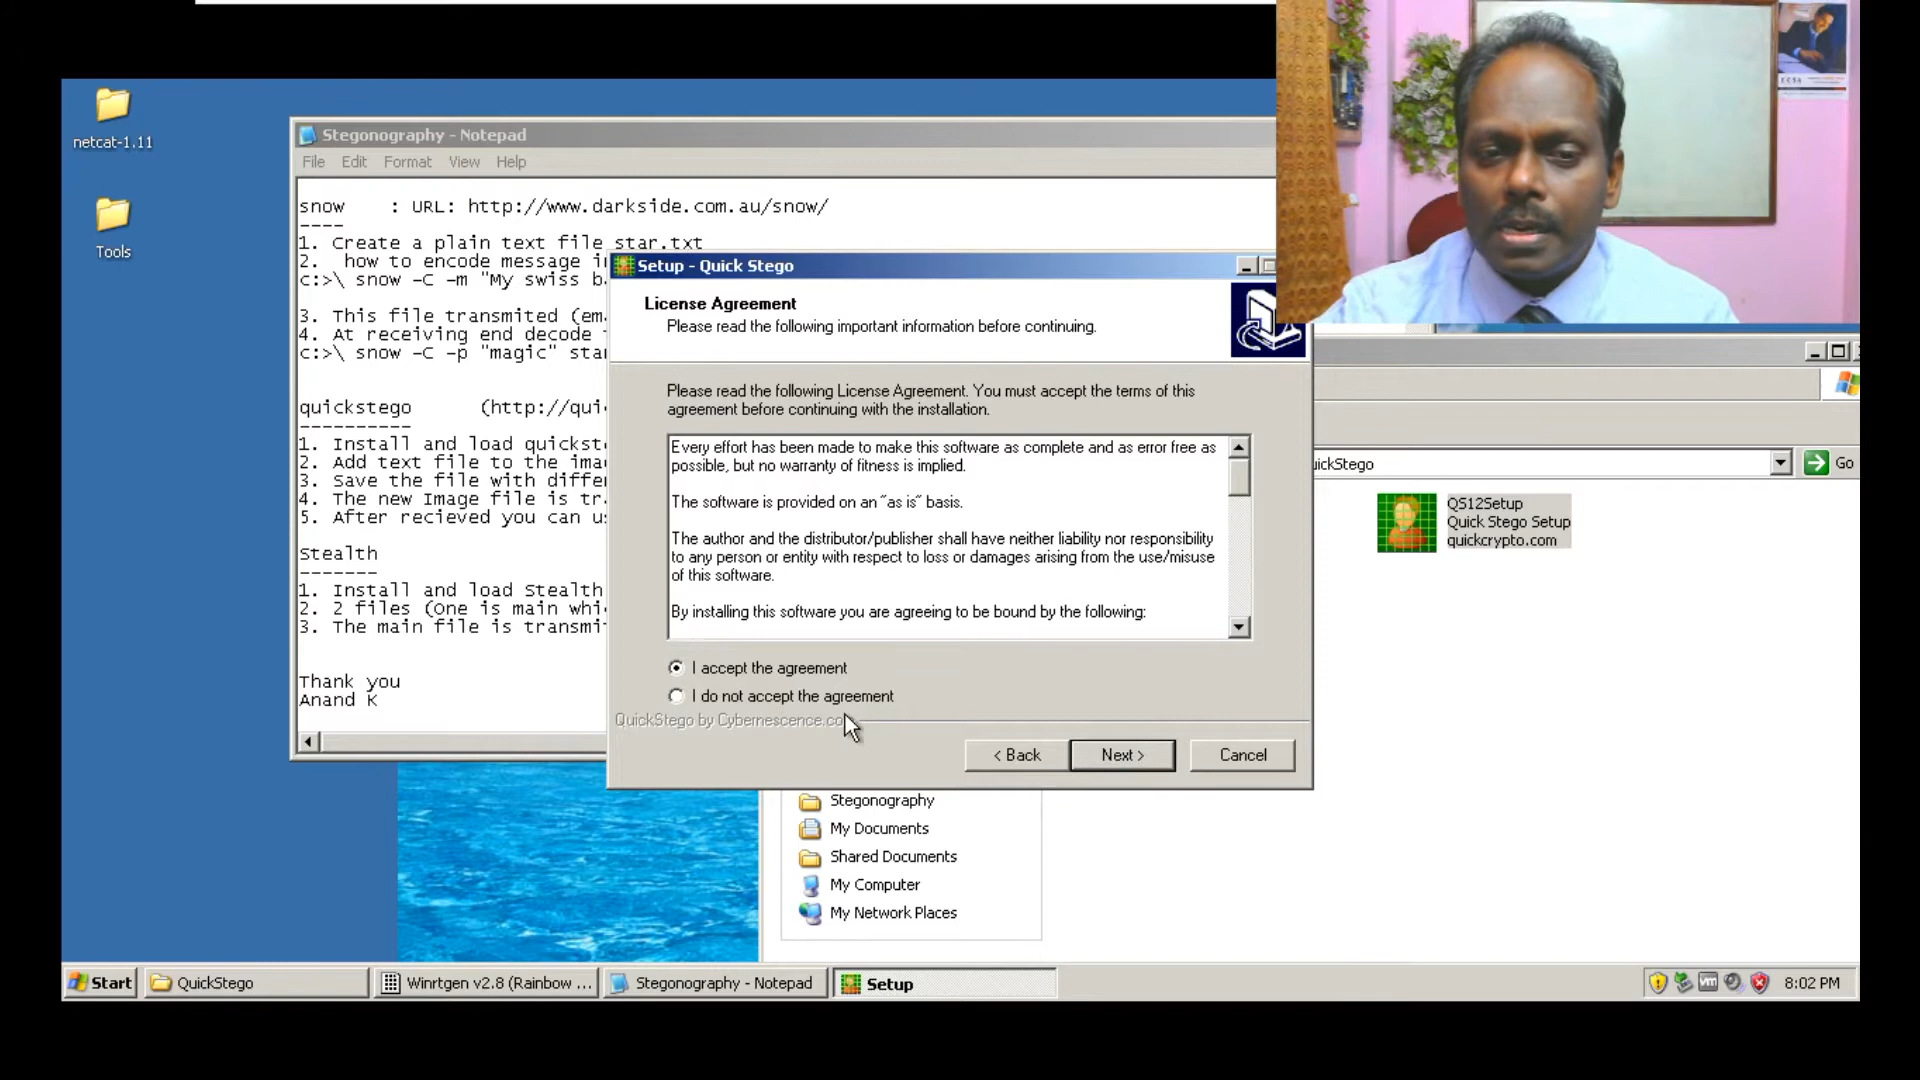 netcat-1.11
Tools
Stegonography - Notepad
File Edit Format View Help
snow : URL: http://www.darkside.com.au/snow/
----
1. Create a plain text file star.txt
2. how to encode message i
c:>\ snow -C -m "My swiss b
3. This file transmited (em
4. At receiving end decode
c:>\ snow -C -p "magic" sta
quickstego (http://qui
----------
1. Install and load quickst
2. Add text file to the ima
3. Save the file with diffe
4. The new Image file is tr
5. After recieved you can u
Stealth
-------
1. Install and load Stealth
2. 2 files (One is main whi
3. The main file is transmi
Thank you
Anand K
Setup - Quick Stego
License Agreement
Please read the following important information before continuing.
Please read the following License Agreement. You must accept the terms of this
agreement before continuing with the installation.
Every effort has been made to make this software as complete and as error free as
possible, but no warranty of fitness is implied.
The software is provided on an "as is" basis.
The author and the distributor/publisher shall have neither liability nor responsibility
to any person or entity with respect to loss or damages arising from the use/misuse
of this software.
By installing this software you are agreeing to be bound by the following:
I accept the agreement
I do not accept the agreement
QuickStego by Cybernescence.co
< Back Next > Cancel
ECSA
uickStego
Go
QS12Setup
Quick Stego Setup
quickcrypto.com
Stegonography
My Documents
Shared Documents
My Computer
My Network Places
Start
QuickStego
Winrtgen v2.8 (Rainbow ...
Stegonography - Notepad
Setup
vm
8:02 PM